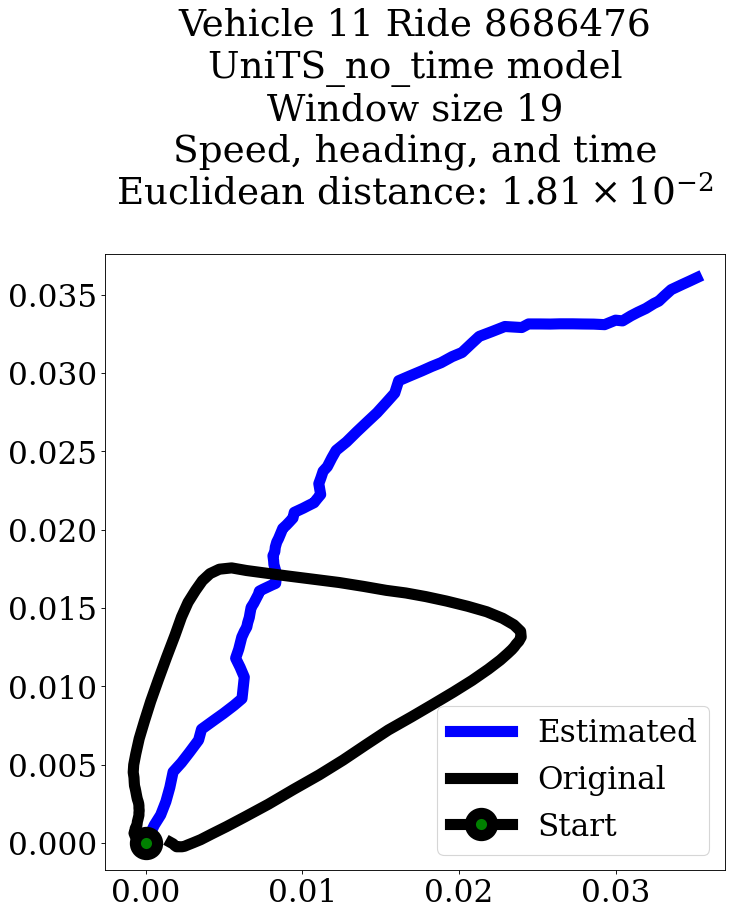 Vehicle 11 Ride 8686476
UniTS_no_time model
Window size 19
Speed, heading, and time
Euclidean distance: $1.81 \times 10^{-2}$
0.035
0.030
0.025
0.020
0.015
0.010
0.005
0.000
Estimated
Original
Start
0.00 0.01 0.02 0.03